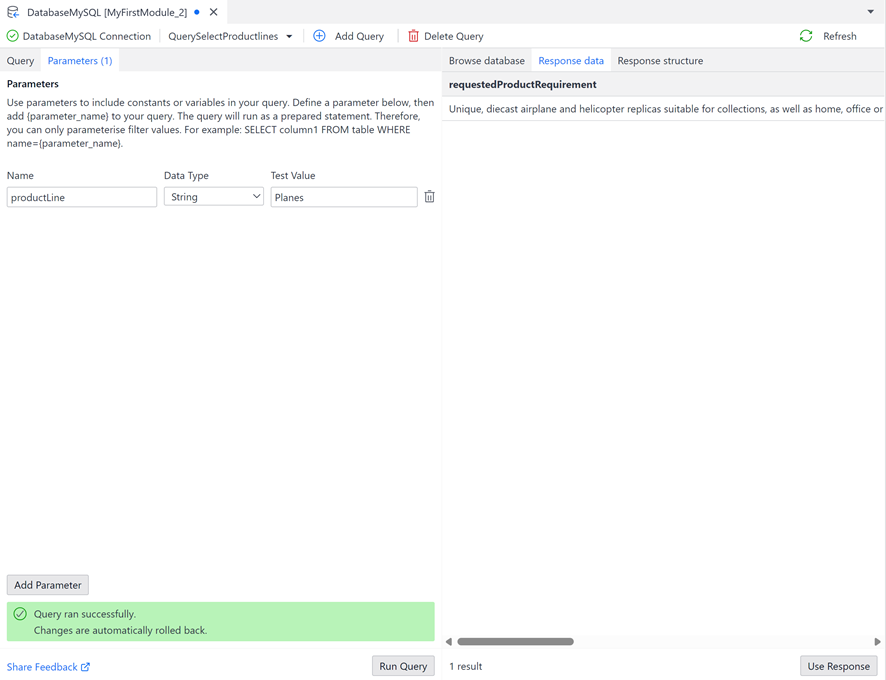 DatabaseMySQL [MyFirstModule_2]
DatabaseMySQL Connection QuerySelectProductlines Add Query Delete Query Refresh
Query Parameters (1)
Parameters
Use parameters to include constants or variables in your query. Define a parameter below, then
add {parameter_name} to your query. The query will run as a prepared statement. Therefore,
you can only parameterise filter values. For example: SELECT column1 FROM table WHERE
name={parameter_name}.
Name Data Type Test Value
productLine String Planes
Add Parameter
Query ran successfully.
Changes are automatically rolled back.
Share Feedback Run Query
Browse database Response data Response structure
requestedProductRequirement
Unique, diecast airplane and helicopter replicas suitable for collections, as well as home, office or
1 result Use Response